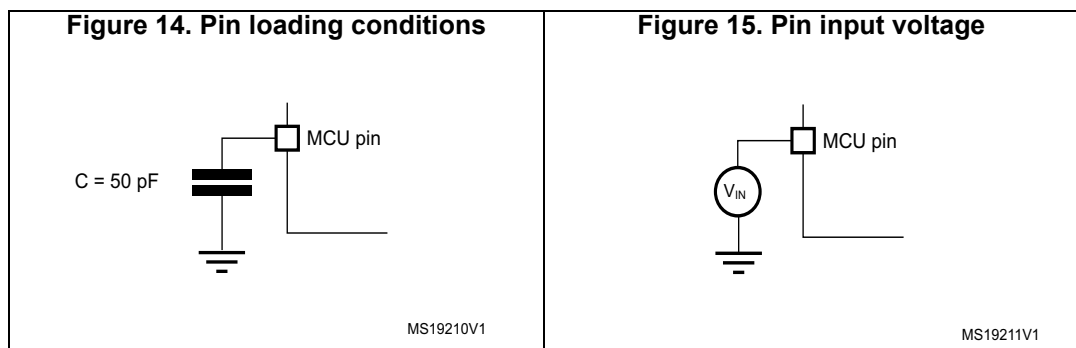 Figure 14. Pin loading conditions
MCU pin
C = 50 pF
MS19210V1
Figure 15. Pin input voltage
MCU pin
VIN
MS19211V1